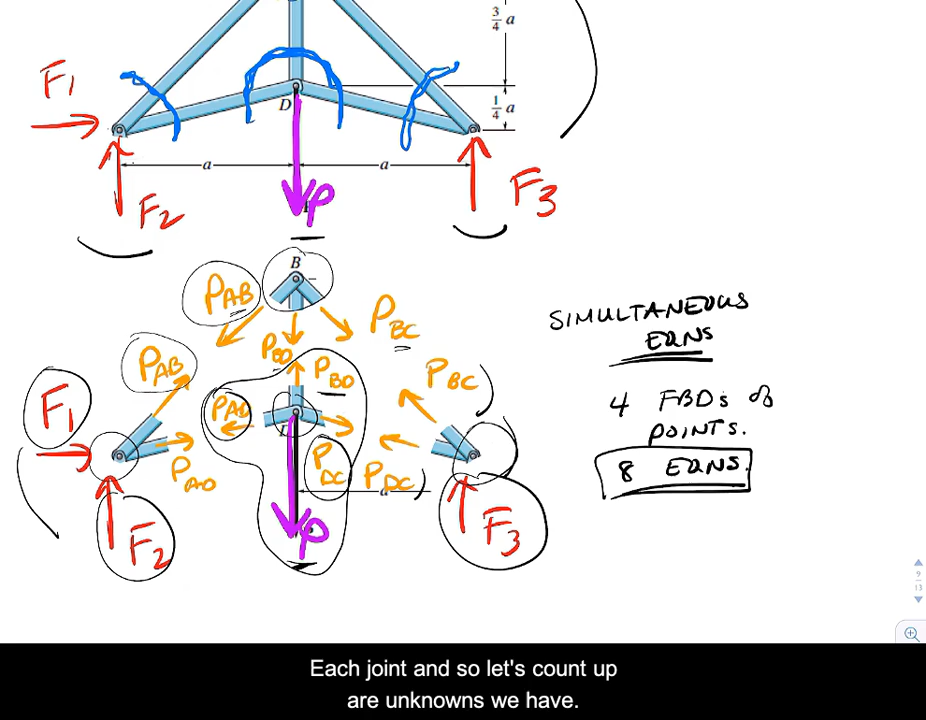 3/4 a
F1
D
1/4 a
a
a
F2
P
F3
B
PAB
PBC
SIMULTANEOUS
EQNS
PBD
PAB
PBD
PBC
F1
PAD
4 FBDs of
POINTS.
PAD
PDC
PDC
a
8 EQNS
F2
P
F3
9
13
Each joint and so let's count up
are unknowns we have.